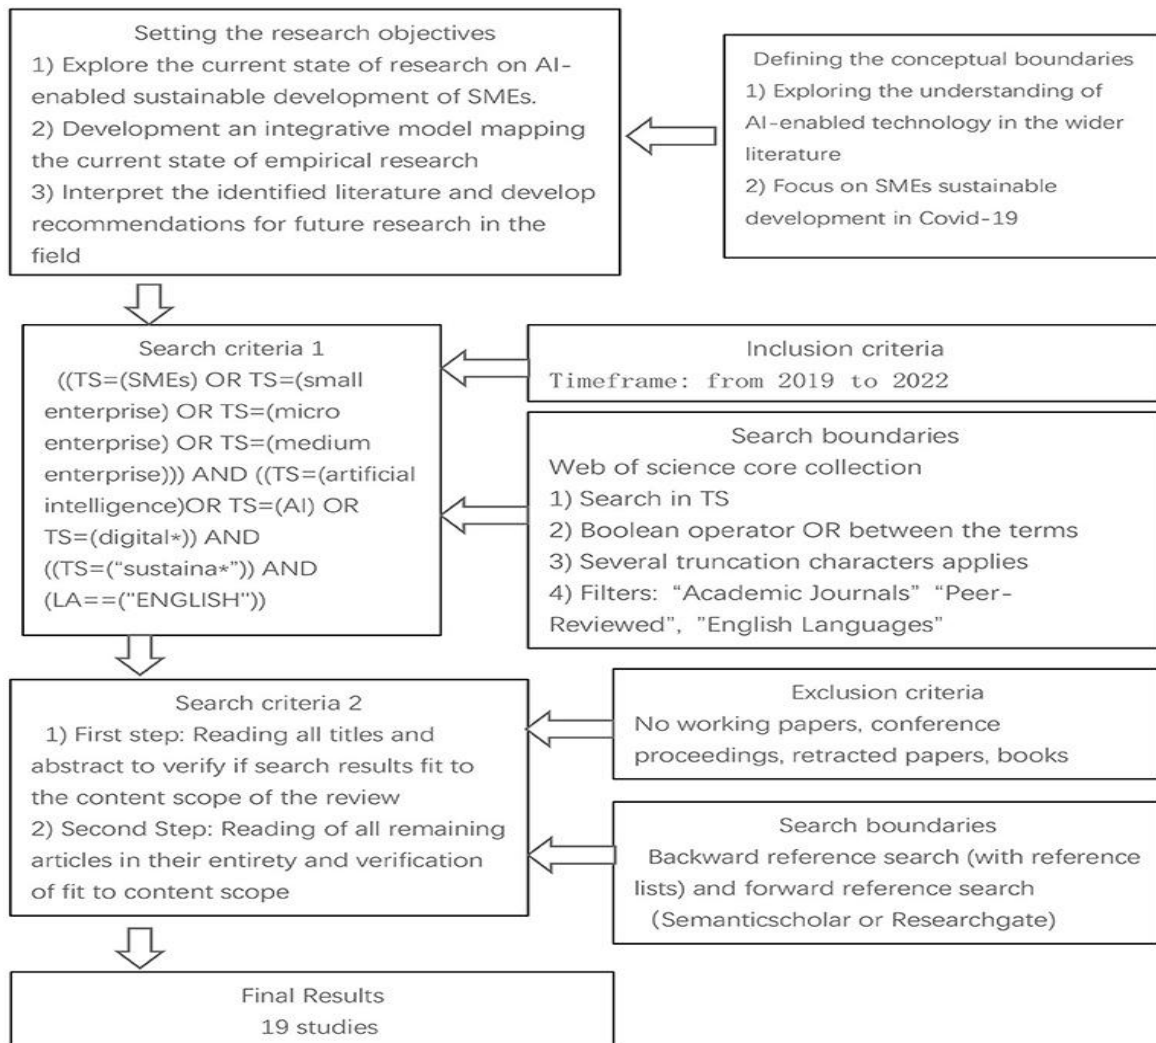 Setting the research objectives
1) Explore the current state of research on AI-
enabled sustainable development of SMEs.
2) Development an integrative model mapping
the current state of empirical research
3) Interpret the identified literature and develop
recommendations for future research in the
field
Defining the conceptual boundaries
1) Exploring the understanding of
AI-enabled technology in the wider
literature
2) Focus on SMEs sustainable
development in Covid-19
Search criteria 1
((TS=(SMEs) OR TS=(small
enterprise) OR TS=(micro
enterprise) OR TS=(medium
enterprise))) AND ((TS=(artificial
intelligence)OR TS=(AI) OR
TS=(digital*)) AND
((TS=(“sustaina*”)) AND
(LA==("ENGLISH"))
Inclusion criteria
Timeframe: from 2019 to 2022
Search boundaries
Web of science core collection
1) Search in TS
2) Boolean operator OR between the terms
3) Several truncation characters applies
4) Filters: “Academic Journals” “Peer-
Reviewed”, ”English Languages”
Search criteria 2
1) First step: Reading all titles and
abstract to verify if search results fit to
the content scope of the review
2) Second Step: Reading of all remaining
articles in their entirety and verification
of fit to content scope
Exclusion criteria
No working papers, conference
proceedings, retracted papers, books
Search boundaries
Backward reference search (with reference
lists) and forward reference search
(Semanticscholar or Researchgate)
Final Results
19 studies